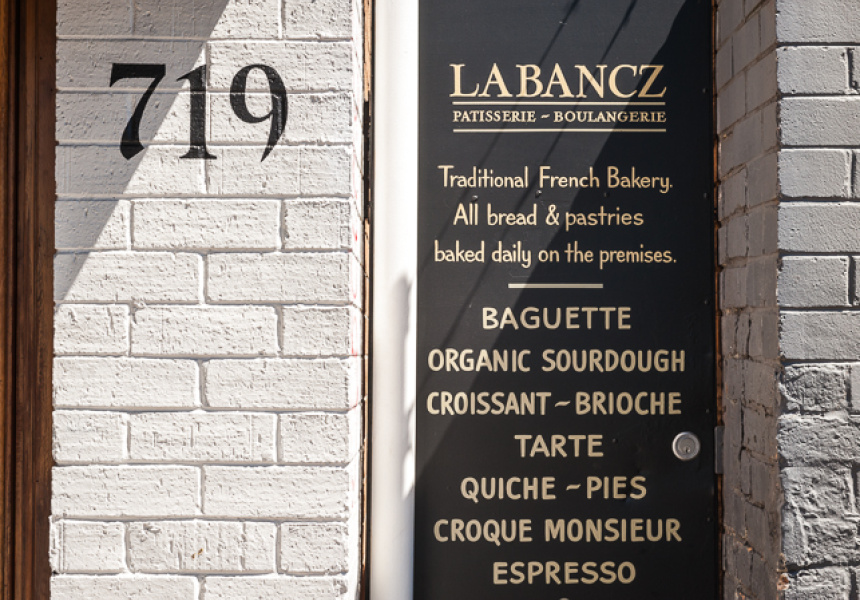 719
LABANCZ
PATISSERIE ~ BOULANGERIE
Traditional French Bakery.
All bread & pastries
baked daily on the premises.
BAGUETTE
ORGANIC SOURDOUGH
CROISSANT ~ BRIOCHE
TARTE
QUICHE ~ PIES
CROQUE MONSIEUR
ESPRESSO